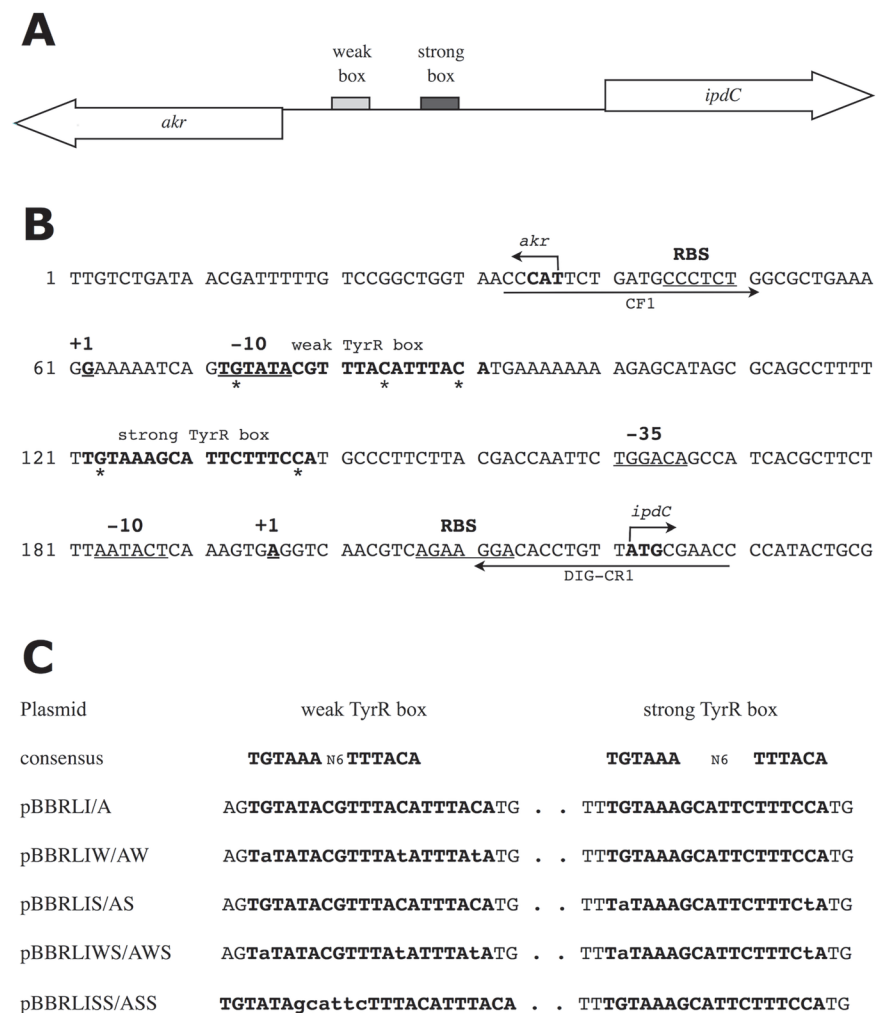 A
weak box
strong box
akr
ipdC
B
akr
RBS
1 TTGTCTGATA ACGATTTTTG TCCGGCTGGT AACCCATTCT GATGCCCTCT GGCGCTGAAA
CF1
+1 -10 weak TyrR box
61 GGAAAAATCA GTGTATACGT TTACATTTAC ATGAAAAAAA AGAGCATAGC GCAGCCTTTT
* * *
strong TyrR box -35
121 TTGTAAAGCA TTCTTTCCAT GCCCTTCTTA CGACCAATTC TGGACAGCCA TCACGCTTCT
* *
-10 +1 RBS ipdC
181 TTAATACTCA AAGTGAGGTC AACGTCAGAA GGACACCTGT TATGCGAACC CCATACTGCG
DIG-CR1
C
Plasmid weak TyrR box strong TyrR box
consensus TGTAAA N6 TTTACA TGTAAA N6 TTTACA
pBBRLI/A AGTGTATACGTTTACATTTACATG . . TTTGTAAAGCATTCTTTCCATG
pBBRLIW/AW AGTaTATACGTTTAtATTTAtATG . . TTTGTAAAGCATTCTTTCCATG
pBBRLIS/AS AGTGTATACGTTTACATTTACATG . . TTTaTAAAGCATTCTTTCtATG
pBBRLIWS/AWS AGTaTATACGTTTAtATTTAtATG . . TTTaTAAAGCATTCTTTCtATG
pBBRLISS/ASS TGTATAgcattcTTTACATTTACA . . TTTGTAAAGCATTCTTTCCATG